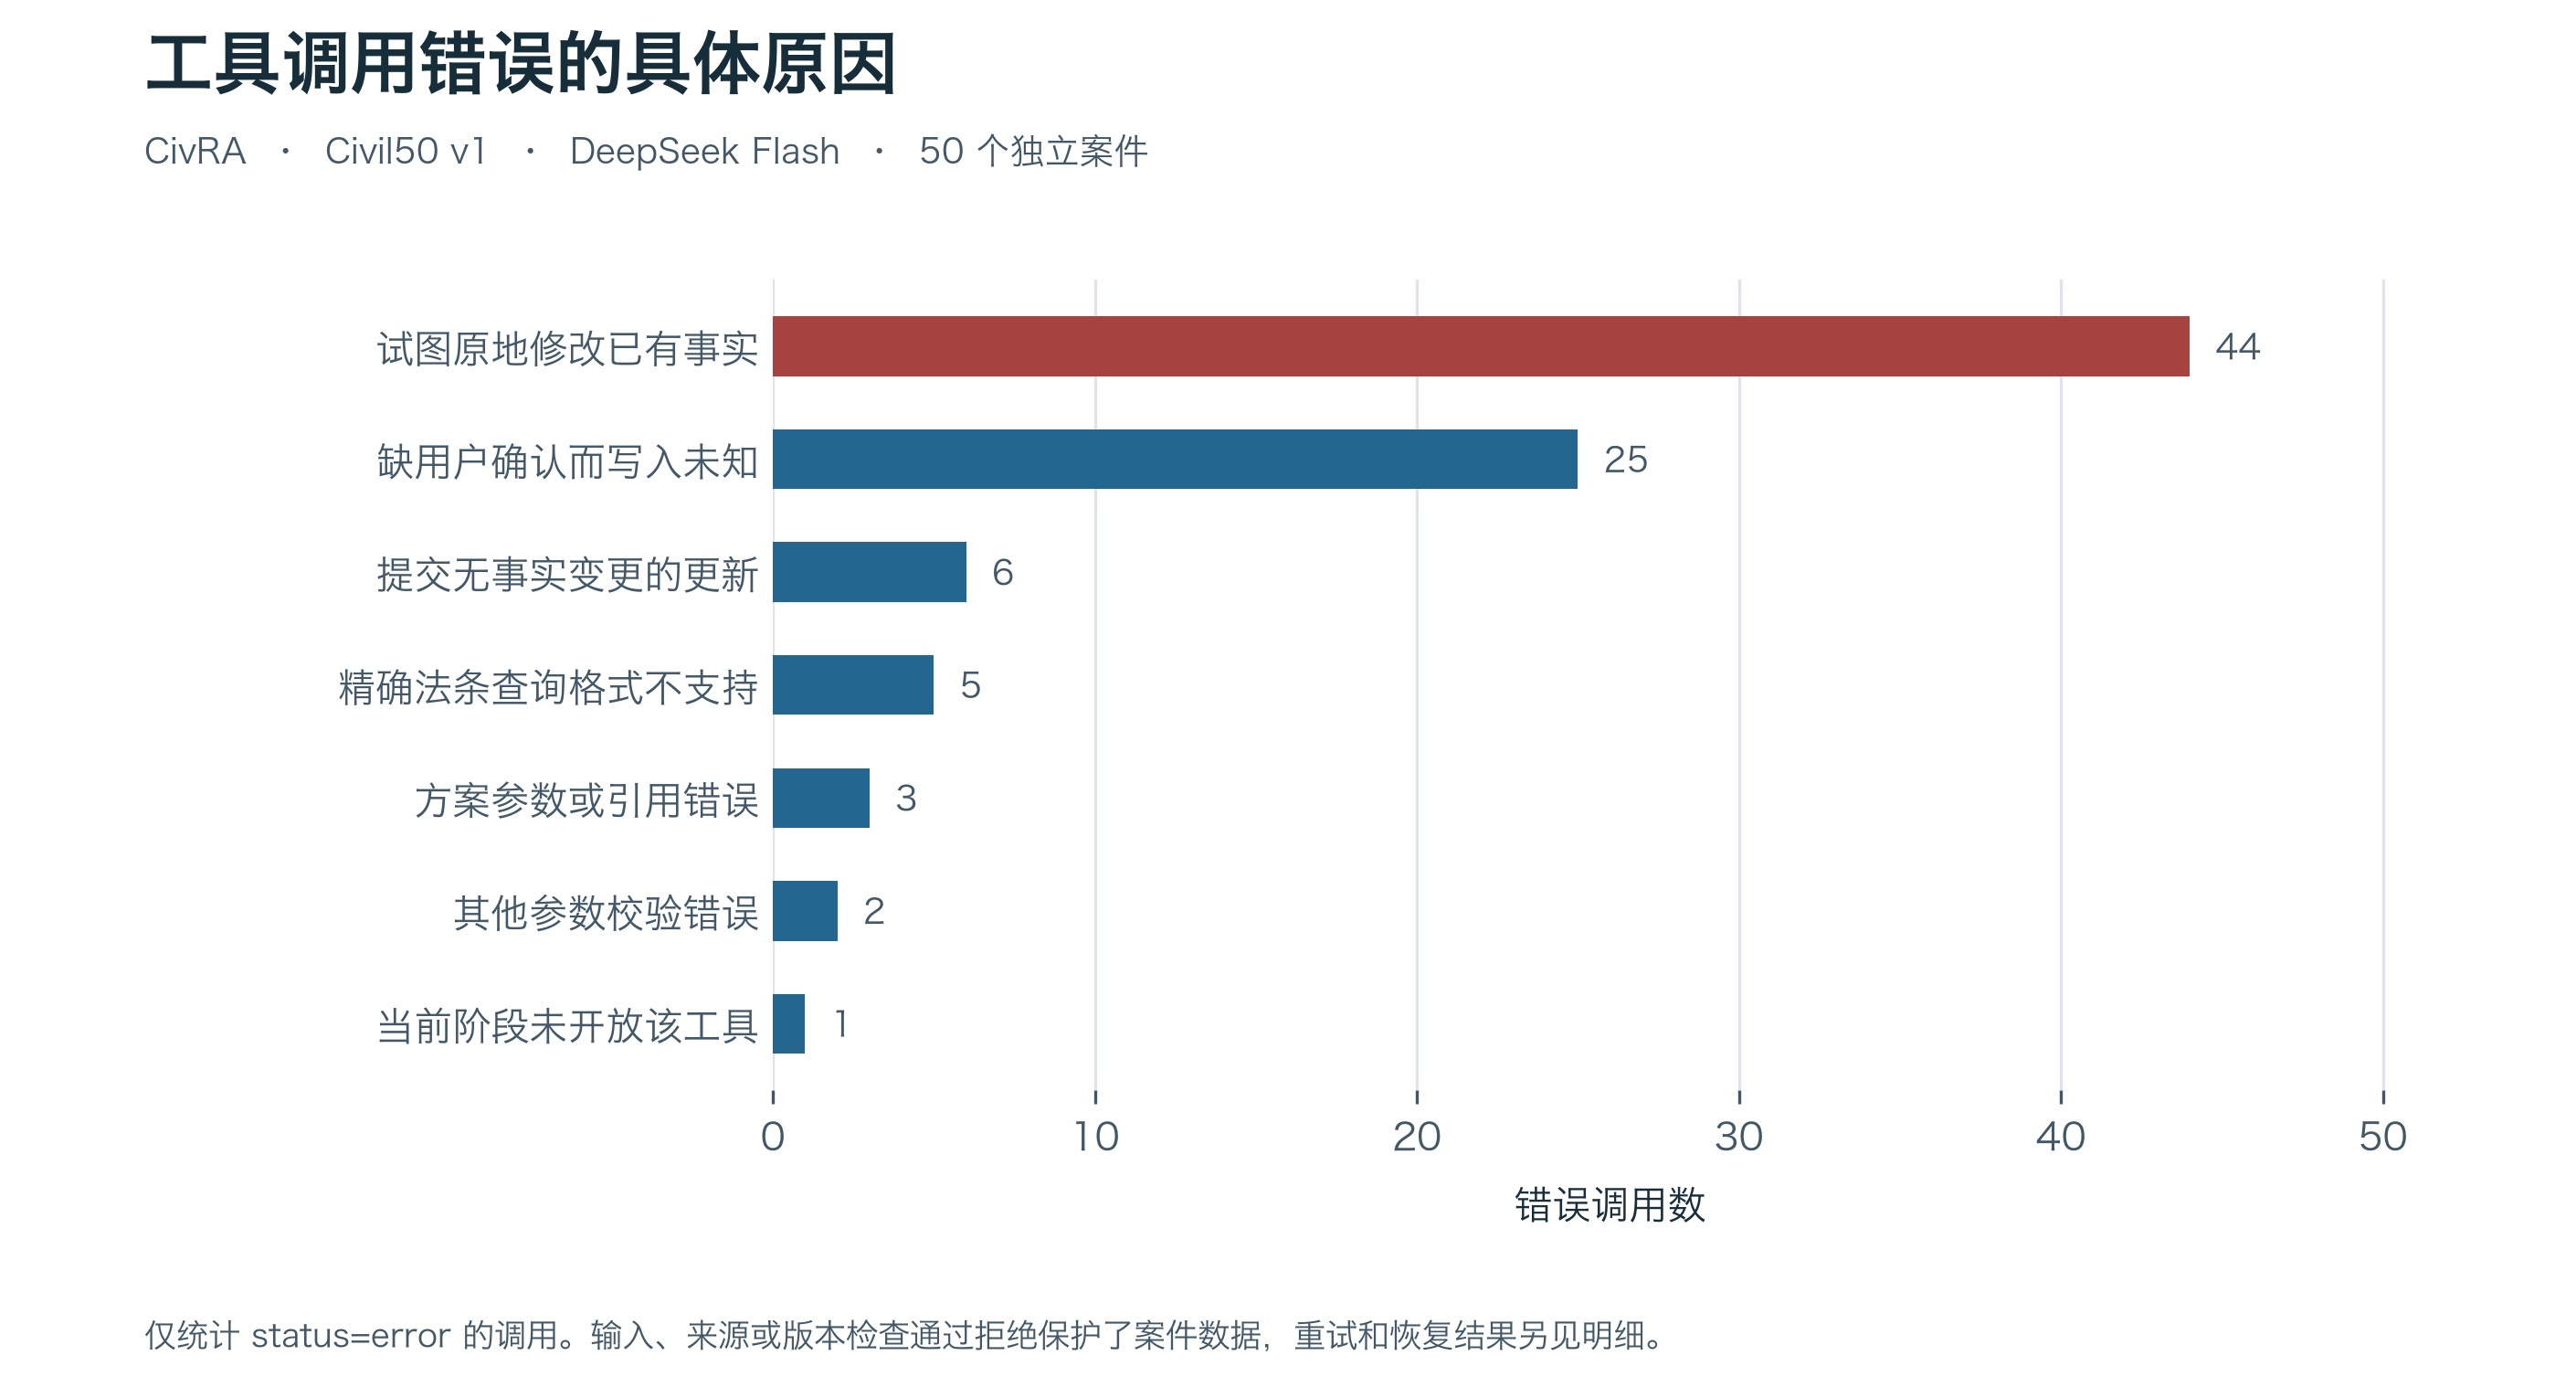 工具调用错误的具体原因
CivRA · Civil50 v1 · DeepSeek Flash · 50 个独立案件
试图原地修改已有事实 44
缺用户确认而写入未知 25
提交无事实变更的更新 6
精确法条查询格式不支持 5
方案参数或引用错误 3
其他参数校验错误 2
当前阶段未开放该工具 1
0 10 20 30 40 50
错误调用数
仅统计 status=error 的调用。输入、来源或版本检查通过拒绝保护了案件数据，重试和恢复结果另见明细。